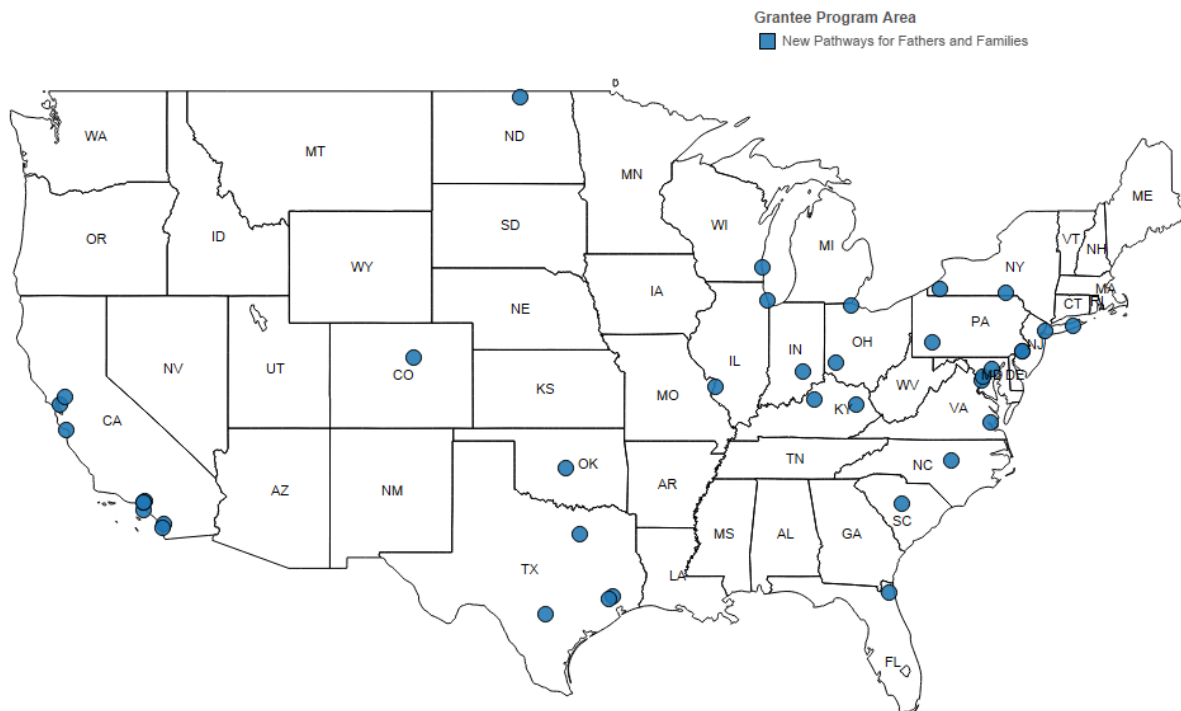 Grantee Program Area
New Pathways for Fathers and Families
WA
MT
ND
MN
ME
OR
ID
SD
WI
MI
VT
NH
WY
NY
IA
MA
NE
CT
RI
PA
NV
UT
CO
IL
IN
OH
NJ
CA
KS
MO
WV
MD
DE
KY
VA
AZ
NM
OK
TN
NC
AR
SC
MS
AL
GA
TX
LA
FL